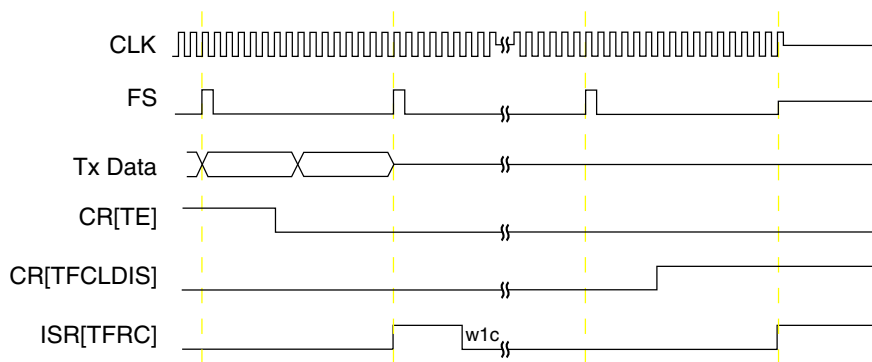 CLK
FS
Tx Data
CR[TE]
CR[TFCLDIS]
ISR[TFRC]
w1c